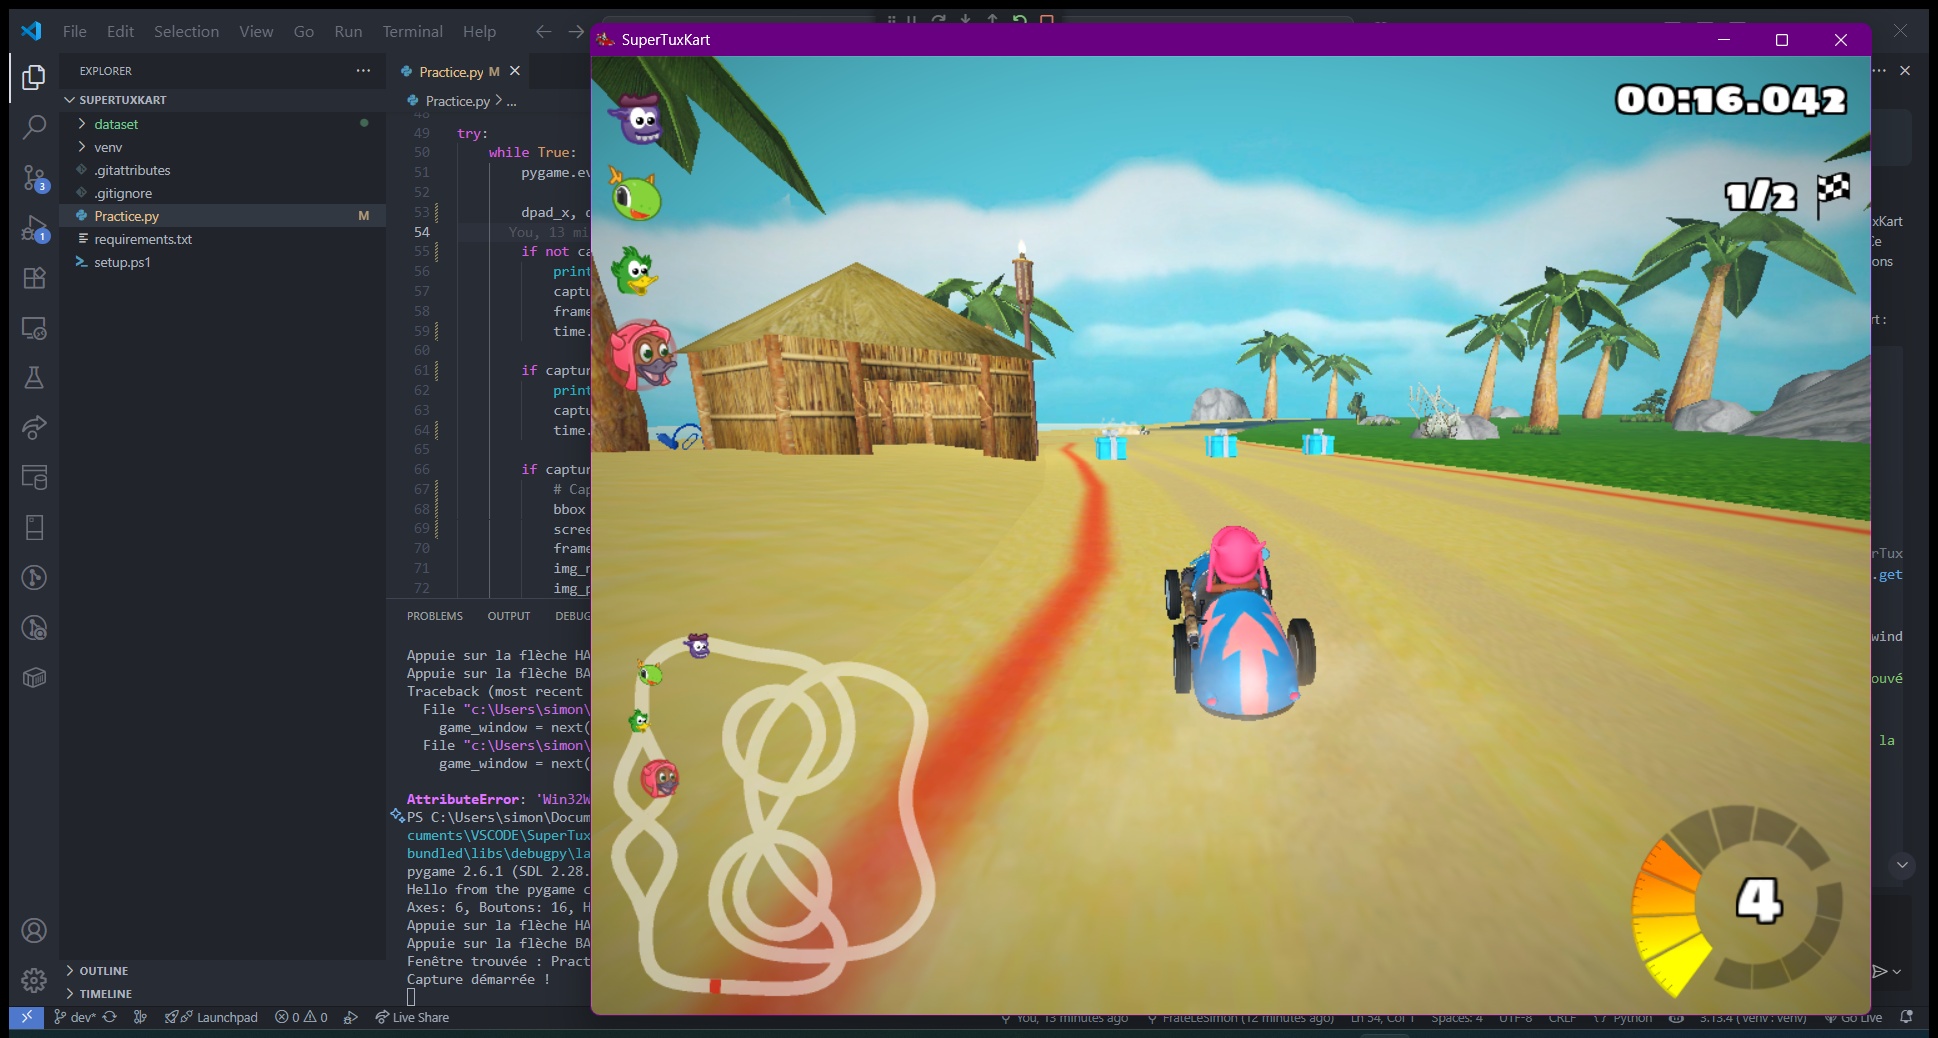 File Edit Selection View Go Run Terminal Help
SuperTuxKart
EXPLORER
SUPERTUXKART
dataset
venv
.gitattributes
.gitignore
Practice.py M
requirements.txt
setup.ps1
OUTLINE
TIMELINE
Practice.py M
Practice.py > ...
48
49 try:
50 while True:
51 pygame.ev
52
53 dpad_x, d
54 You, 13 mi
55 if not ca
56 print
57 captu
58 frame
59 time.
60
61 if captur
62 print
63 captu
64 time.
65
66 if captur
67 # Cap
68 bbox
69 scree
70 frame
71 img_r
72 img_p
PROBLEMS OUTPUT DEBUG
Appuie sur la flèche HA
Appuie sur la flèche BA
Traceback (most recent
File "c:\Users\simon\
game_window = next(
File "c:\Users\simon\
game_window = next(
AttributeError: 'Win32W
PS C:\Users\simon\Docum
cuments\VSCODE\SuperTux
bundled\libs\debugpy\la
pygame 2.6.1 (SDL 2.28.
Hello from the pygame c
Axes: 6, Boutons: 16, H
Appuie sur la flèche HA
Appuie sur la flèche BA
Fenêtre trouvée : Pract
Capture démarrée !
00:16.042
1/2
4
xKart
ce
ons
rt :
rTux
.get
wind
ouvé
la
3
1
dev* Launchpad 0 0 Live Share
You, 13 minutes ago FrateLeSimon (12 minutes ago) Ln 54, Col 1 Spaces: 4 UTF-8 CRLF Python 3.13.4 (venv: venv) Go Live